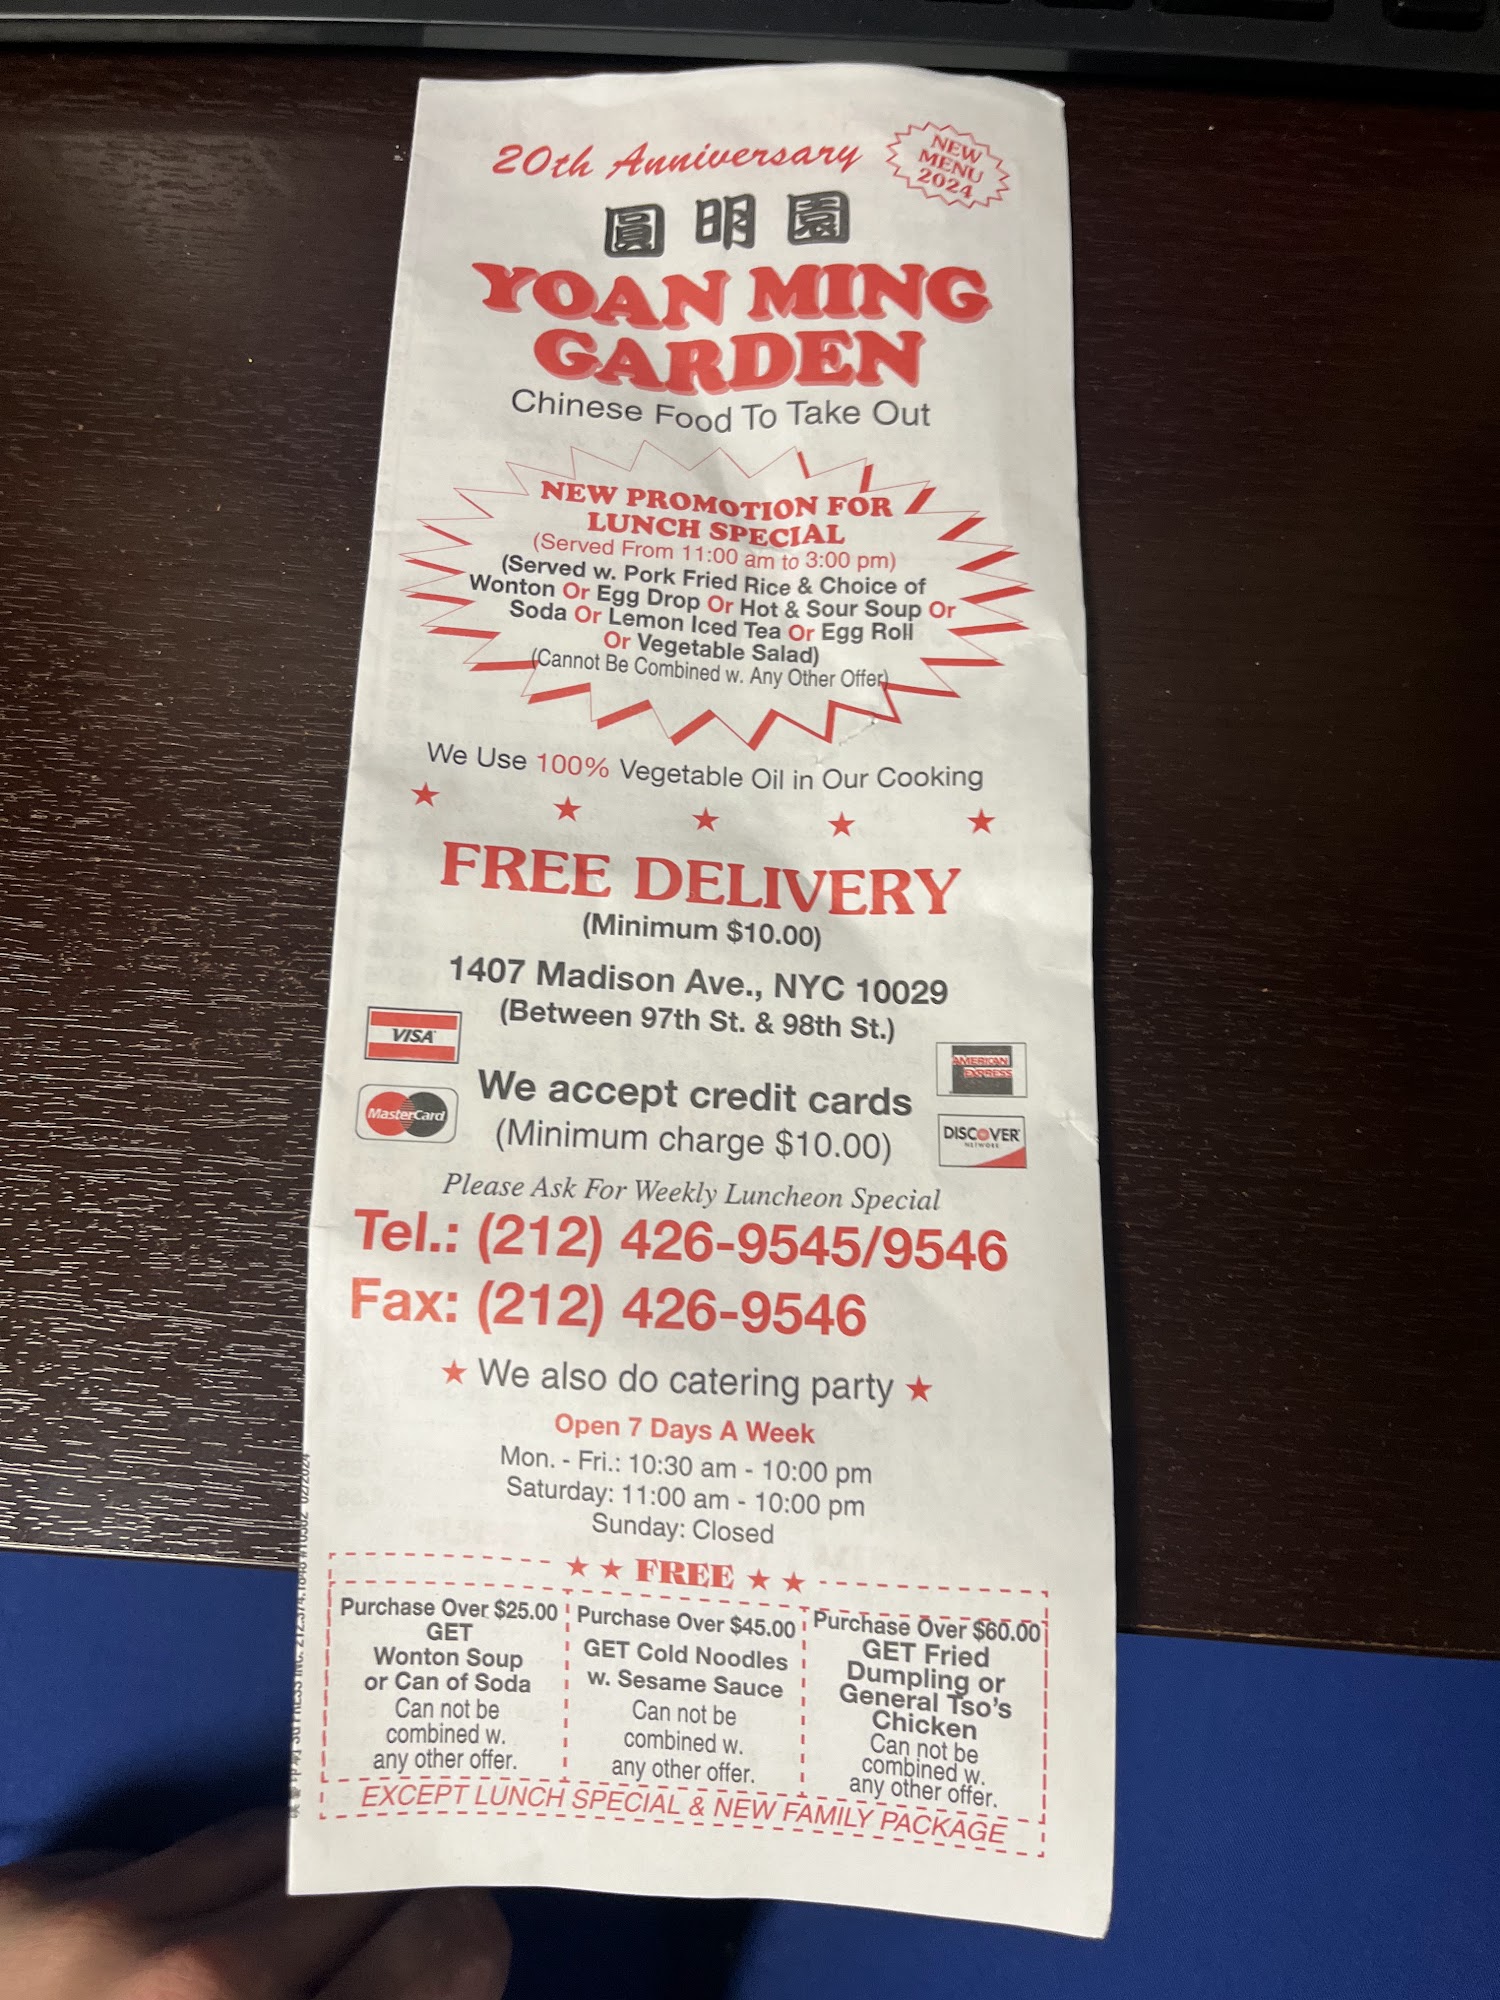 20th Anniversary
NEW
MENU
2024
圓明園
YOAN MING
GARDEN
Chinese Food To Take Out
NEW PROMOTION FOR
LUNCH SPECIAL
(Served From 11:00 am to 3:00 pm)
(Served w. Pork Fried Rice & Choice of
Wonton Or Egg Drop Or Hot & Sour Soup Or
Soda Or Lemon Iced Tea Or Egg Roll
Or Vegetable Salad)
(Cannot Be Combined w. Any Other Offer)
We Use 100% Vegetable Oil in Our Cooking
FREE DELIVERY
(Minimum $10.00)
1407 Madison Ave., NYC 10029
(Between 97th St. & 98th St.)
VISA
MasterCard
We accept credit cards
(Minimum charge $10.00)
AMERICAN
EXPRESS
DISCOVER
NETWORK
Please Ask For Weekly Luncheon Special
Tel.: (212) 426-9545/9546
Fax: (212) 426-9546
★ We also do catering party ★
Open 7 Days A Week
Mon. - Fri.: 10:30 am - 10:00 pm
Saturday: 11:00 am - 10:00 pm
Sunday: Closed
★ ★ FREE ★ ★
Purchase Over $25.00
GET
Wonton Soup
or Can of Soda
Can not be
combined w.
any other offer.
Purchase Over $45.00
GET Cold Noodles
w. Sesame Sauce
Can not be
combined w.
any other offer.
Purchase Over $60.00
GET Fried
Dumpling or
General Tso's
Chicken
Can not be
combined w.
any other offer.
EXCEPT LUNCH SPECIAL & NEW FAMILY PACKAGE
PRESS INC. 02/2024